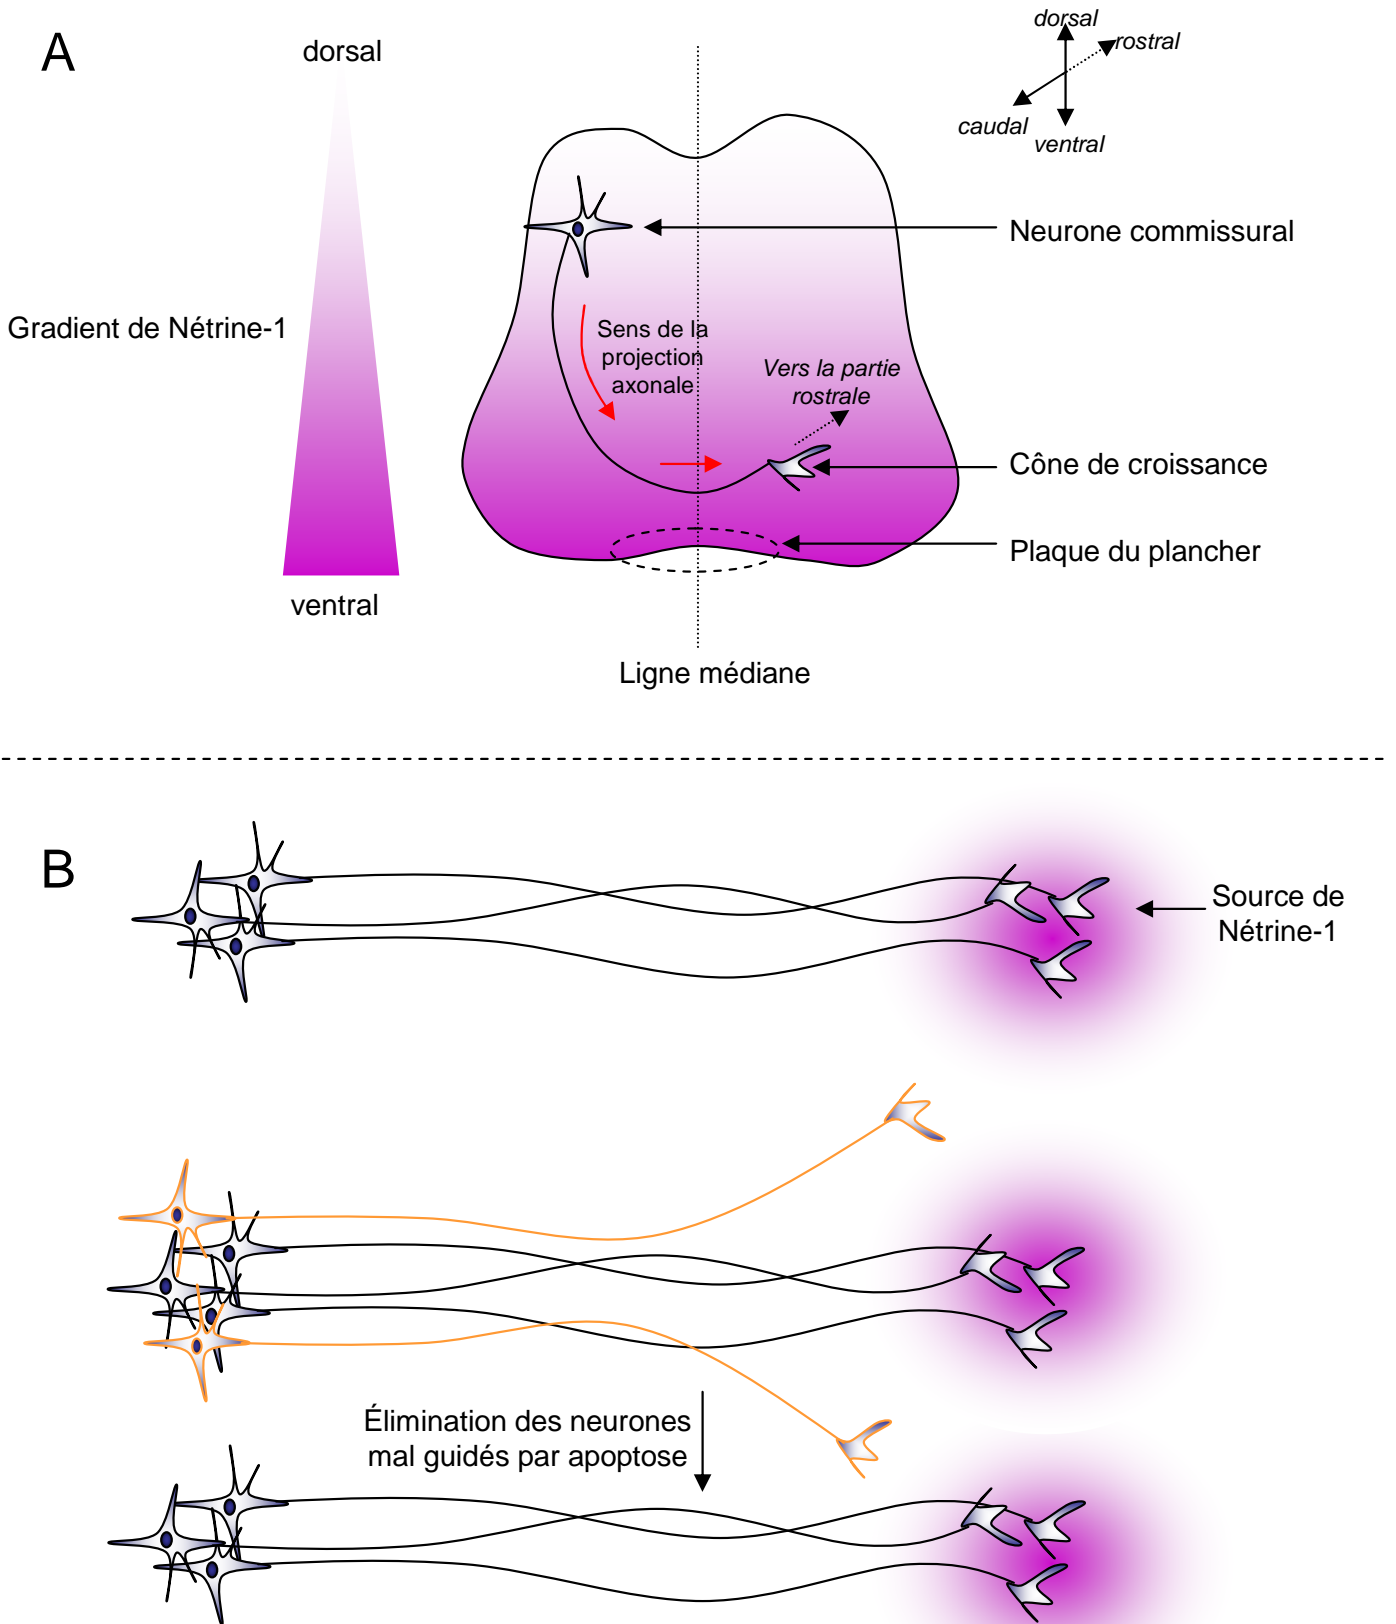 A
dorsal
dorsal
rostral
caudal
ventral
Neurone commissural
Gradient de Nétrine-1
Sens de la
projection
axonale
Vers la partie
rostrale
Cône de croissance
Plaque du plancher
ventral
Ligne médiane
B
Source de
Nétrine-1
Élimination des neurones
mal guidés par apoptose